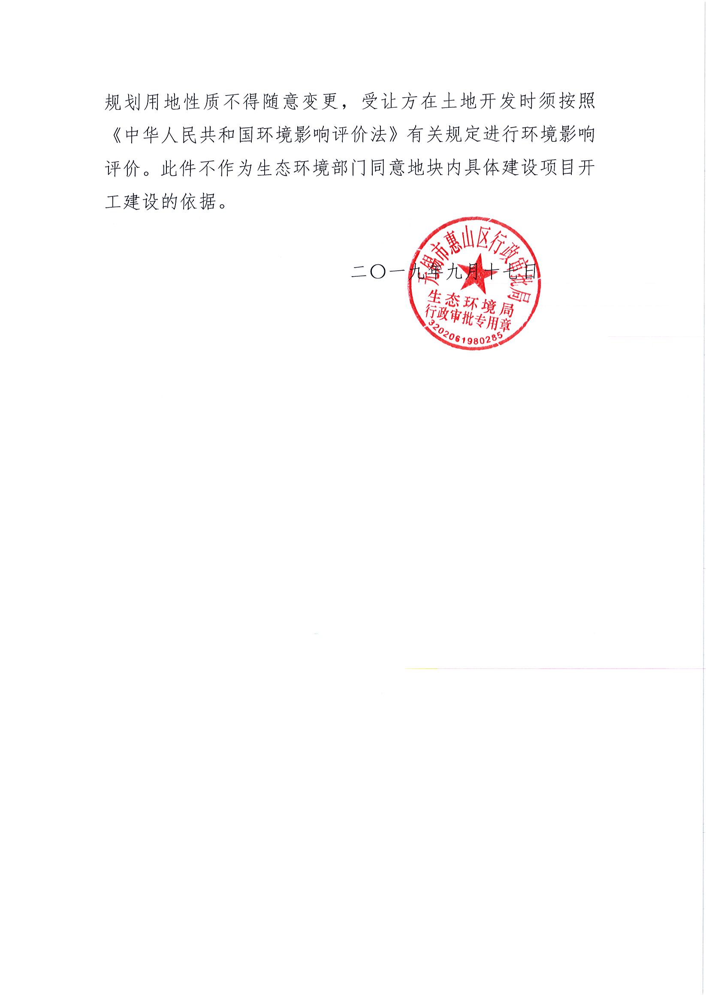 规划用地性质不得随意变更，受让方在土地开发时须按照
《中华人民共和国环境影响评价法》有关规定进行环境影响
评价。此件不作为生态环境部门同意地块内具体建设项目开
工建设的依据。
二〇一九年九月十七日
无锡市惠山区行政审批局
生态环境局
行政审批专用章
3202061980285